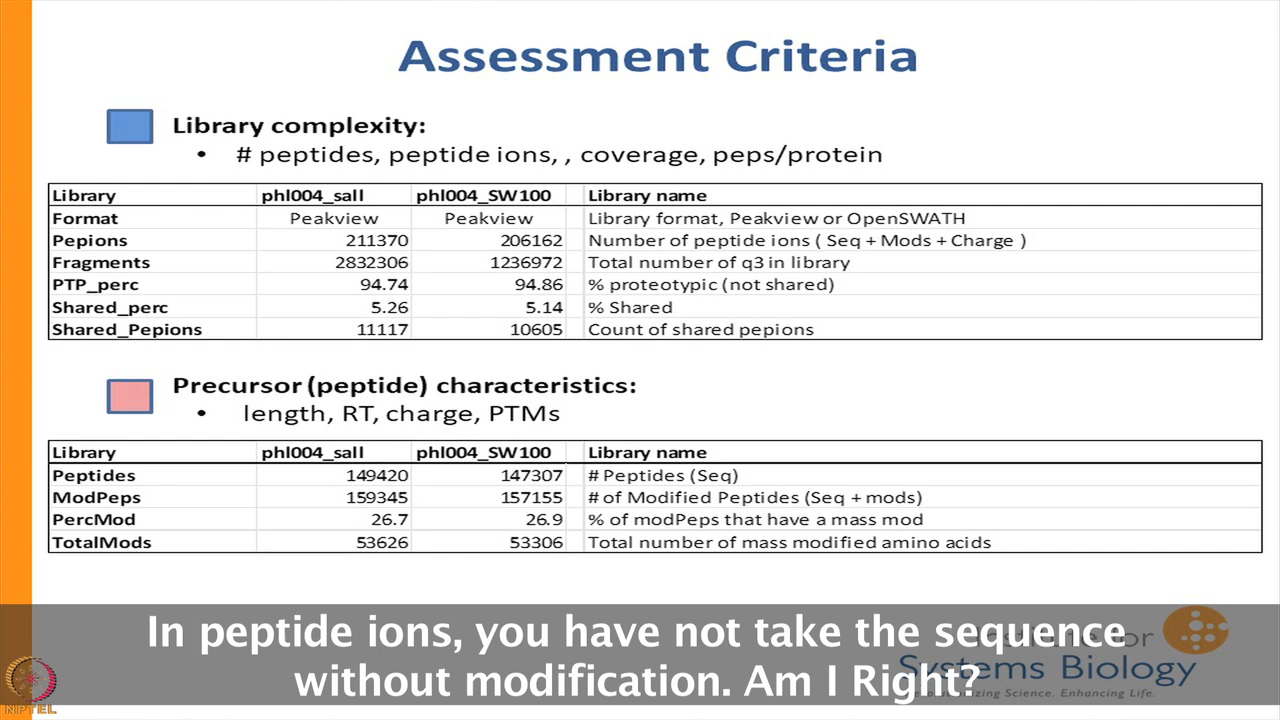 Assessment Criteria
Library complexity:
• # peptides, peptide ions, , coverage, peps/protein
Library phl004_sall phl004_SW100 Library name
Format Peakview Peakview Library format, Peakview or OpenSWATH
Pepions 211370 206162 Number of peptide ions ( Seq + Mods + Charge )
Fragments 2832306 1236972 Total number of q3 in library
PTP_perc 94.74 94.86 % proteotypic (not shared)
Shared_perc 5.26 5.14 % Shared
Shared_Pepions 11117 10605 Count of shared pepions
Precursor (peptide) characteristics:
• length, RT, charge, PTMs
Library phl004_sall phl004_SW100 Library name
Peptides 149420 147307 # Peptides (Seq)
ModPeps 159345 157155 # of Modified Peptides (Seq + mods)
PercMod 26.7 26.9 % of modPeps that have a mass mod
TotalMods 53626 53306 Total number of mass modified amino acids
In peptide ions, you have not take the sequence
without modification. Am I Right?
for
Systems Biology
Science. Enhancing Life.
NPTEL